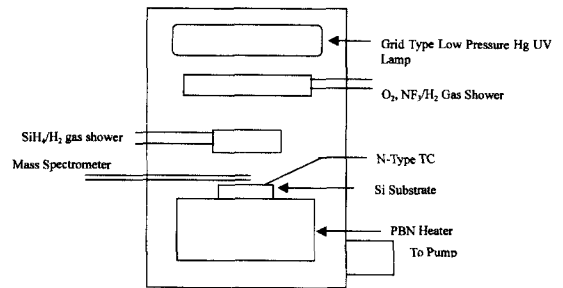 Grid Type Low Pressure Hg UV
Lamp
O₂, NF₃/H₂ Gas Shower
SiH₄/H₂ gas shower
N-Type TC
Mass Spectrometer
Si Substrate
PBN Heater
To Pump